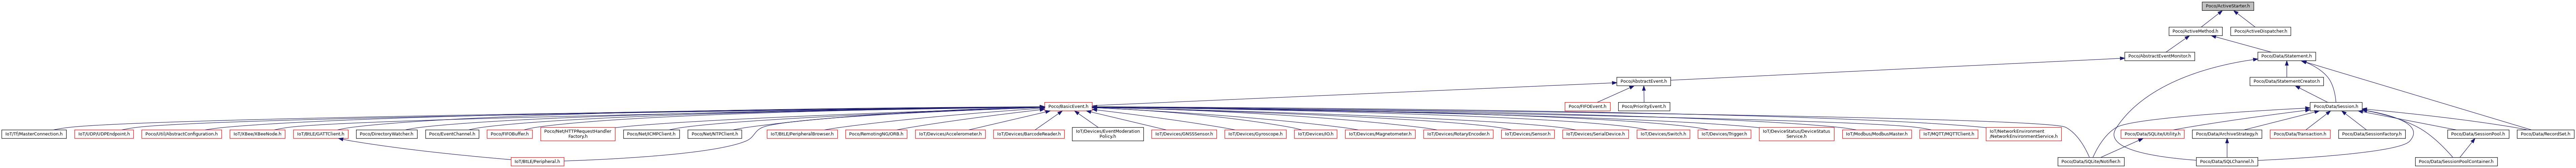 Poco/ActiveStarter.h
Poco/ActiveMethod.h
Poco/ActiveDispatcher.h
Poco/AbstractEventMonitor.h
Poco/Data/Statement.h
Poco/AbstractEvent.h
Poco/Data/StatementCreator.h
Poco/BasicEvent.h
Poco/FIFOEvent.h
Poco/PriorityEvent.h
Poco/Data/Session.h
IoT/Tf/MasterConnection.h
IoT/UDP/UDPEndpoint.h
Poco/Util/AbstractConfiguration.h
IoT/XBee/XBeeNode.h
IoT/BtLE/GATTClient.h
Poco/DirectoryWatcher.h
Poco/EventChannel.h
Poco/FIFOBuffer.h
Poco/Net/HTTPRequestHandler
Factory.h
Poco/Net/ICMPClient.h
Poco/Net/NTPClient.h
IoT/BtLE/PeripheralBrowser.h
Poco/RemotingNG/ORB.h
IoT/Devices/Accelerometer.h
IoT/Devices/BarcodeReader.h
IoT/Devices/EventModeration
Policy.h
IoT/Devices/GNSSSensor.h
IoT/Devices/Gyroscope.h
IoT/Devices/IO.h
IoT/Devices/Magnetometer.h
IoT/Devices/RotaryEncoder.h
IoT/Devices/Sensor.h
IoT/Devices/SerialDevice.h
IoT/Devices/Switch.h
IoT/Devices/Trigger.h
IoT/DeviceStatus/DeviceStatus
Service.h
IoT/Modbus/ModbusMaster.h
IoT/MQTT/MQTTClient.h
IoT/NetworkEnvironment
/NetworkEnvironmentService.h
Poco/Data/SQLite/Utility.h
Poco/Data/ArchiveStrategy.h
Poco/Data/Transaction.h
Poco/Data/SessionFactory.h
Poco/Data/SessionPool.h
Poco/Data/RecordSet.h
IoT/BtLE/Peripheral.h
Poco/Data/SQLite/Notifier.h
Poco/Data/SQLChannel.h
Poco/Data/SessionPoolContainer.h